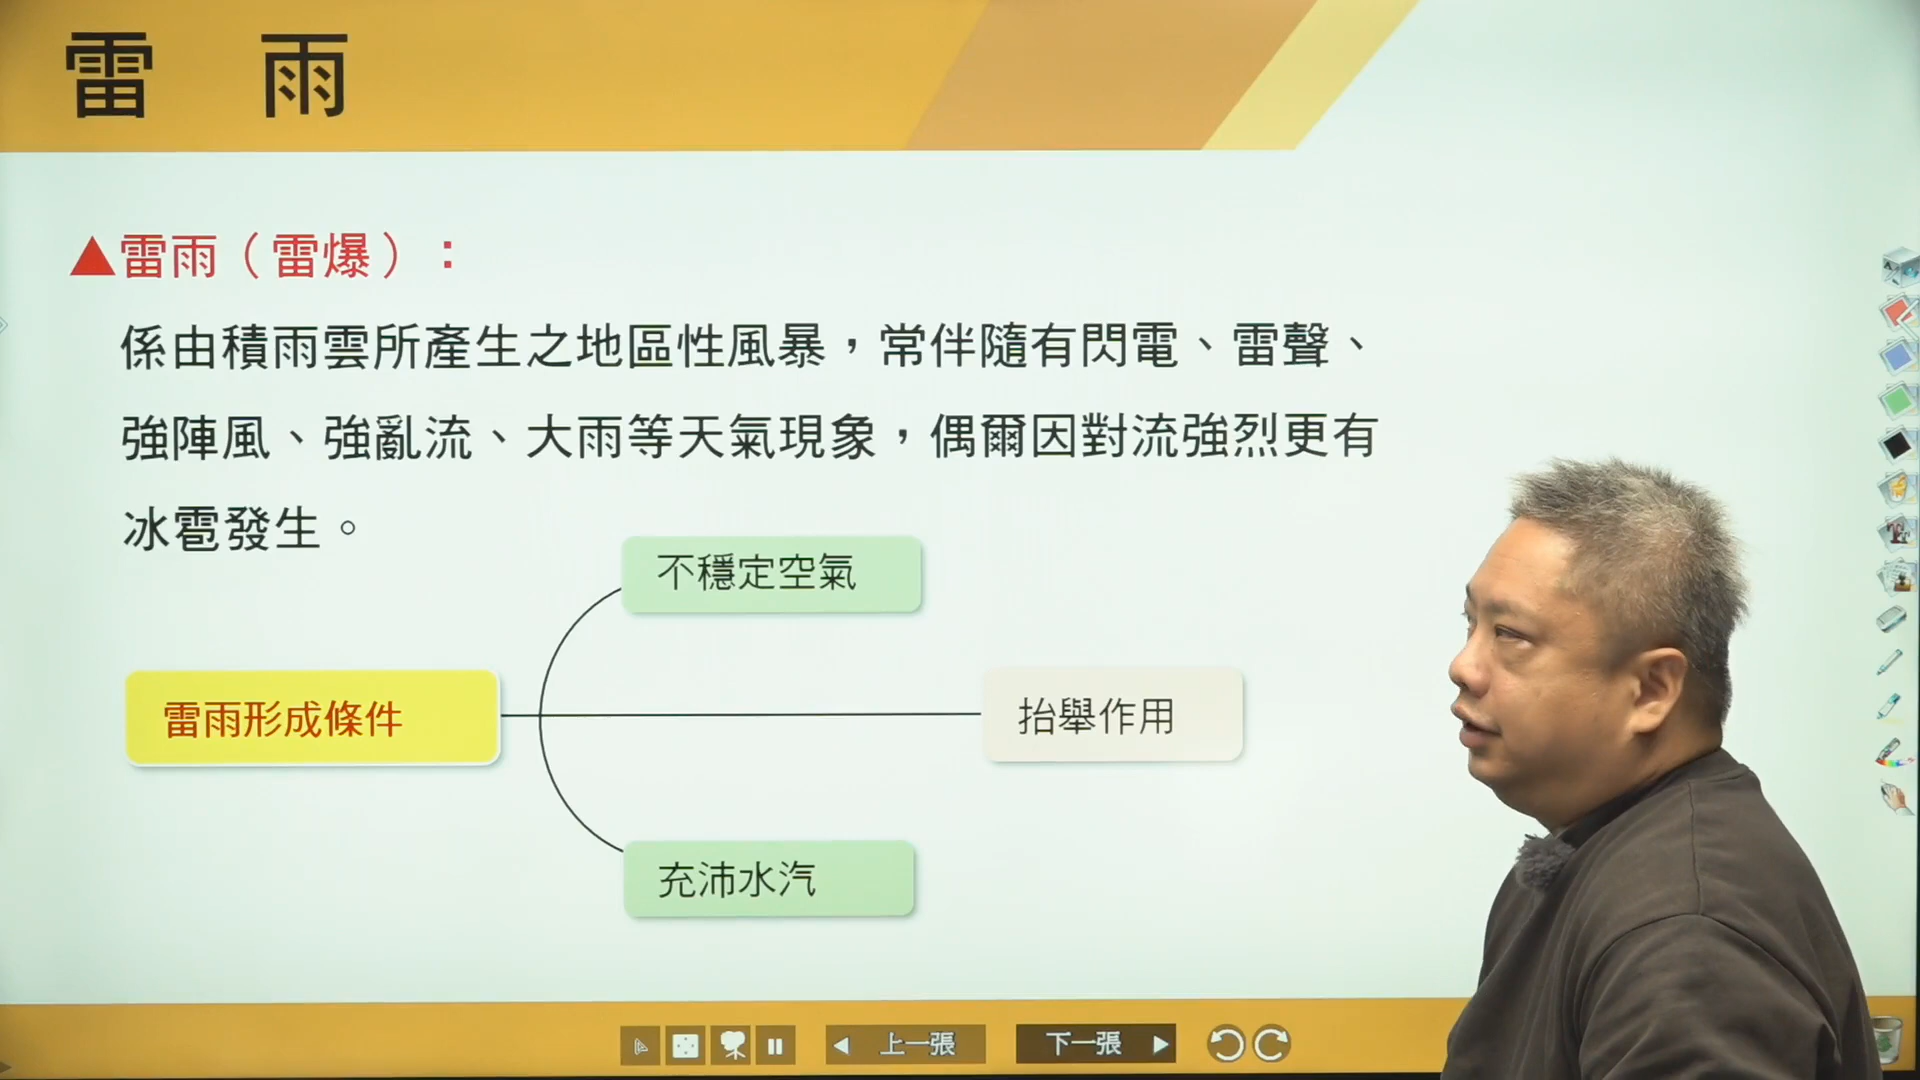 雷 雨
▲雷雨（雷爆）：
係由積雨雲所產生之地區性風暴，常伴隨有閃電、雷聲、
強陣風、強亂流、大雨等天氣現象，偶爾因對流強烈更有
冰雹發生。
不穩定空氣
雷雨形成條件
抬舉作用
充沛水汽
上一張
下一張